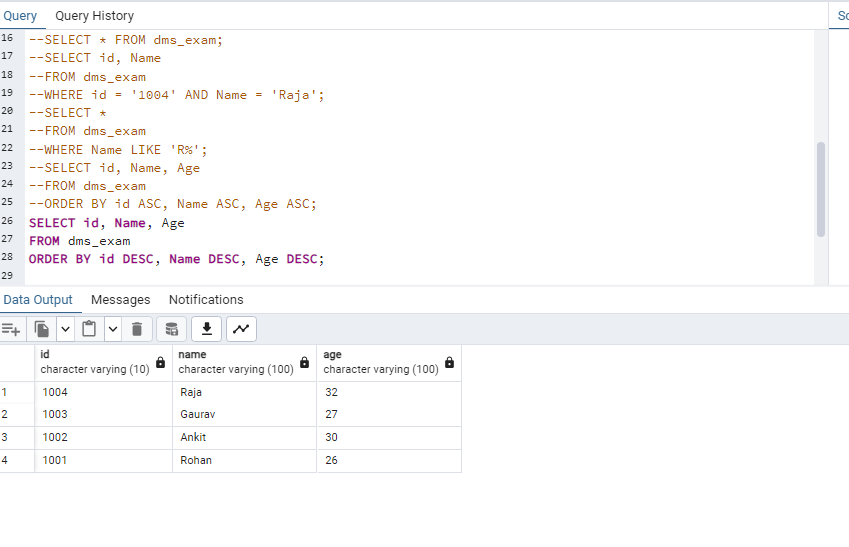 Query Query History Sc
16 --SELECT * FROM dms_exam;
17 --SELECT id, Name
18 --FROM dms_exam
19 --WHERE id = '1004' AND Name = 'Raja';
20 --SELECT *
21 --FROM dms_exam
22 --WHERE Name LIKE 'R%';
23 --SELECT id, Name, Age
24 --FROM dms_exam
25 --ORDER BY id ASC, Name ASC, Age ASC;
26 SELECT id, Name, Age
27 FROM dms_exam
28 ORDER BY id DESC, Name DESC, Age DESC;
29
Data Output Messages Notifications
id name age
character varying (10) character varying (100) character varying (100)
1 1004 Raja 32
2 1003 Gaurav 27
3 1002 Ankit 30
4 1001 Rohan 26